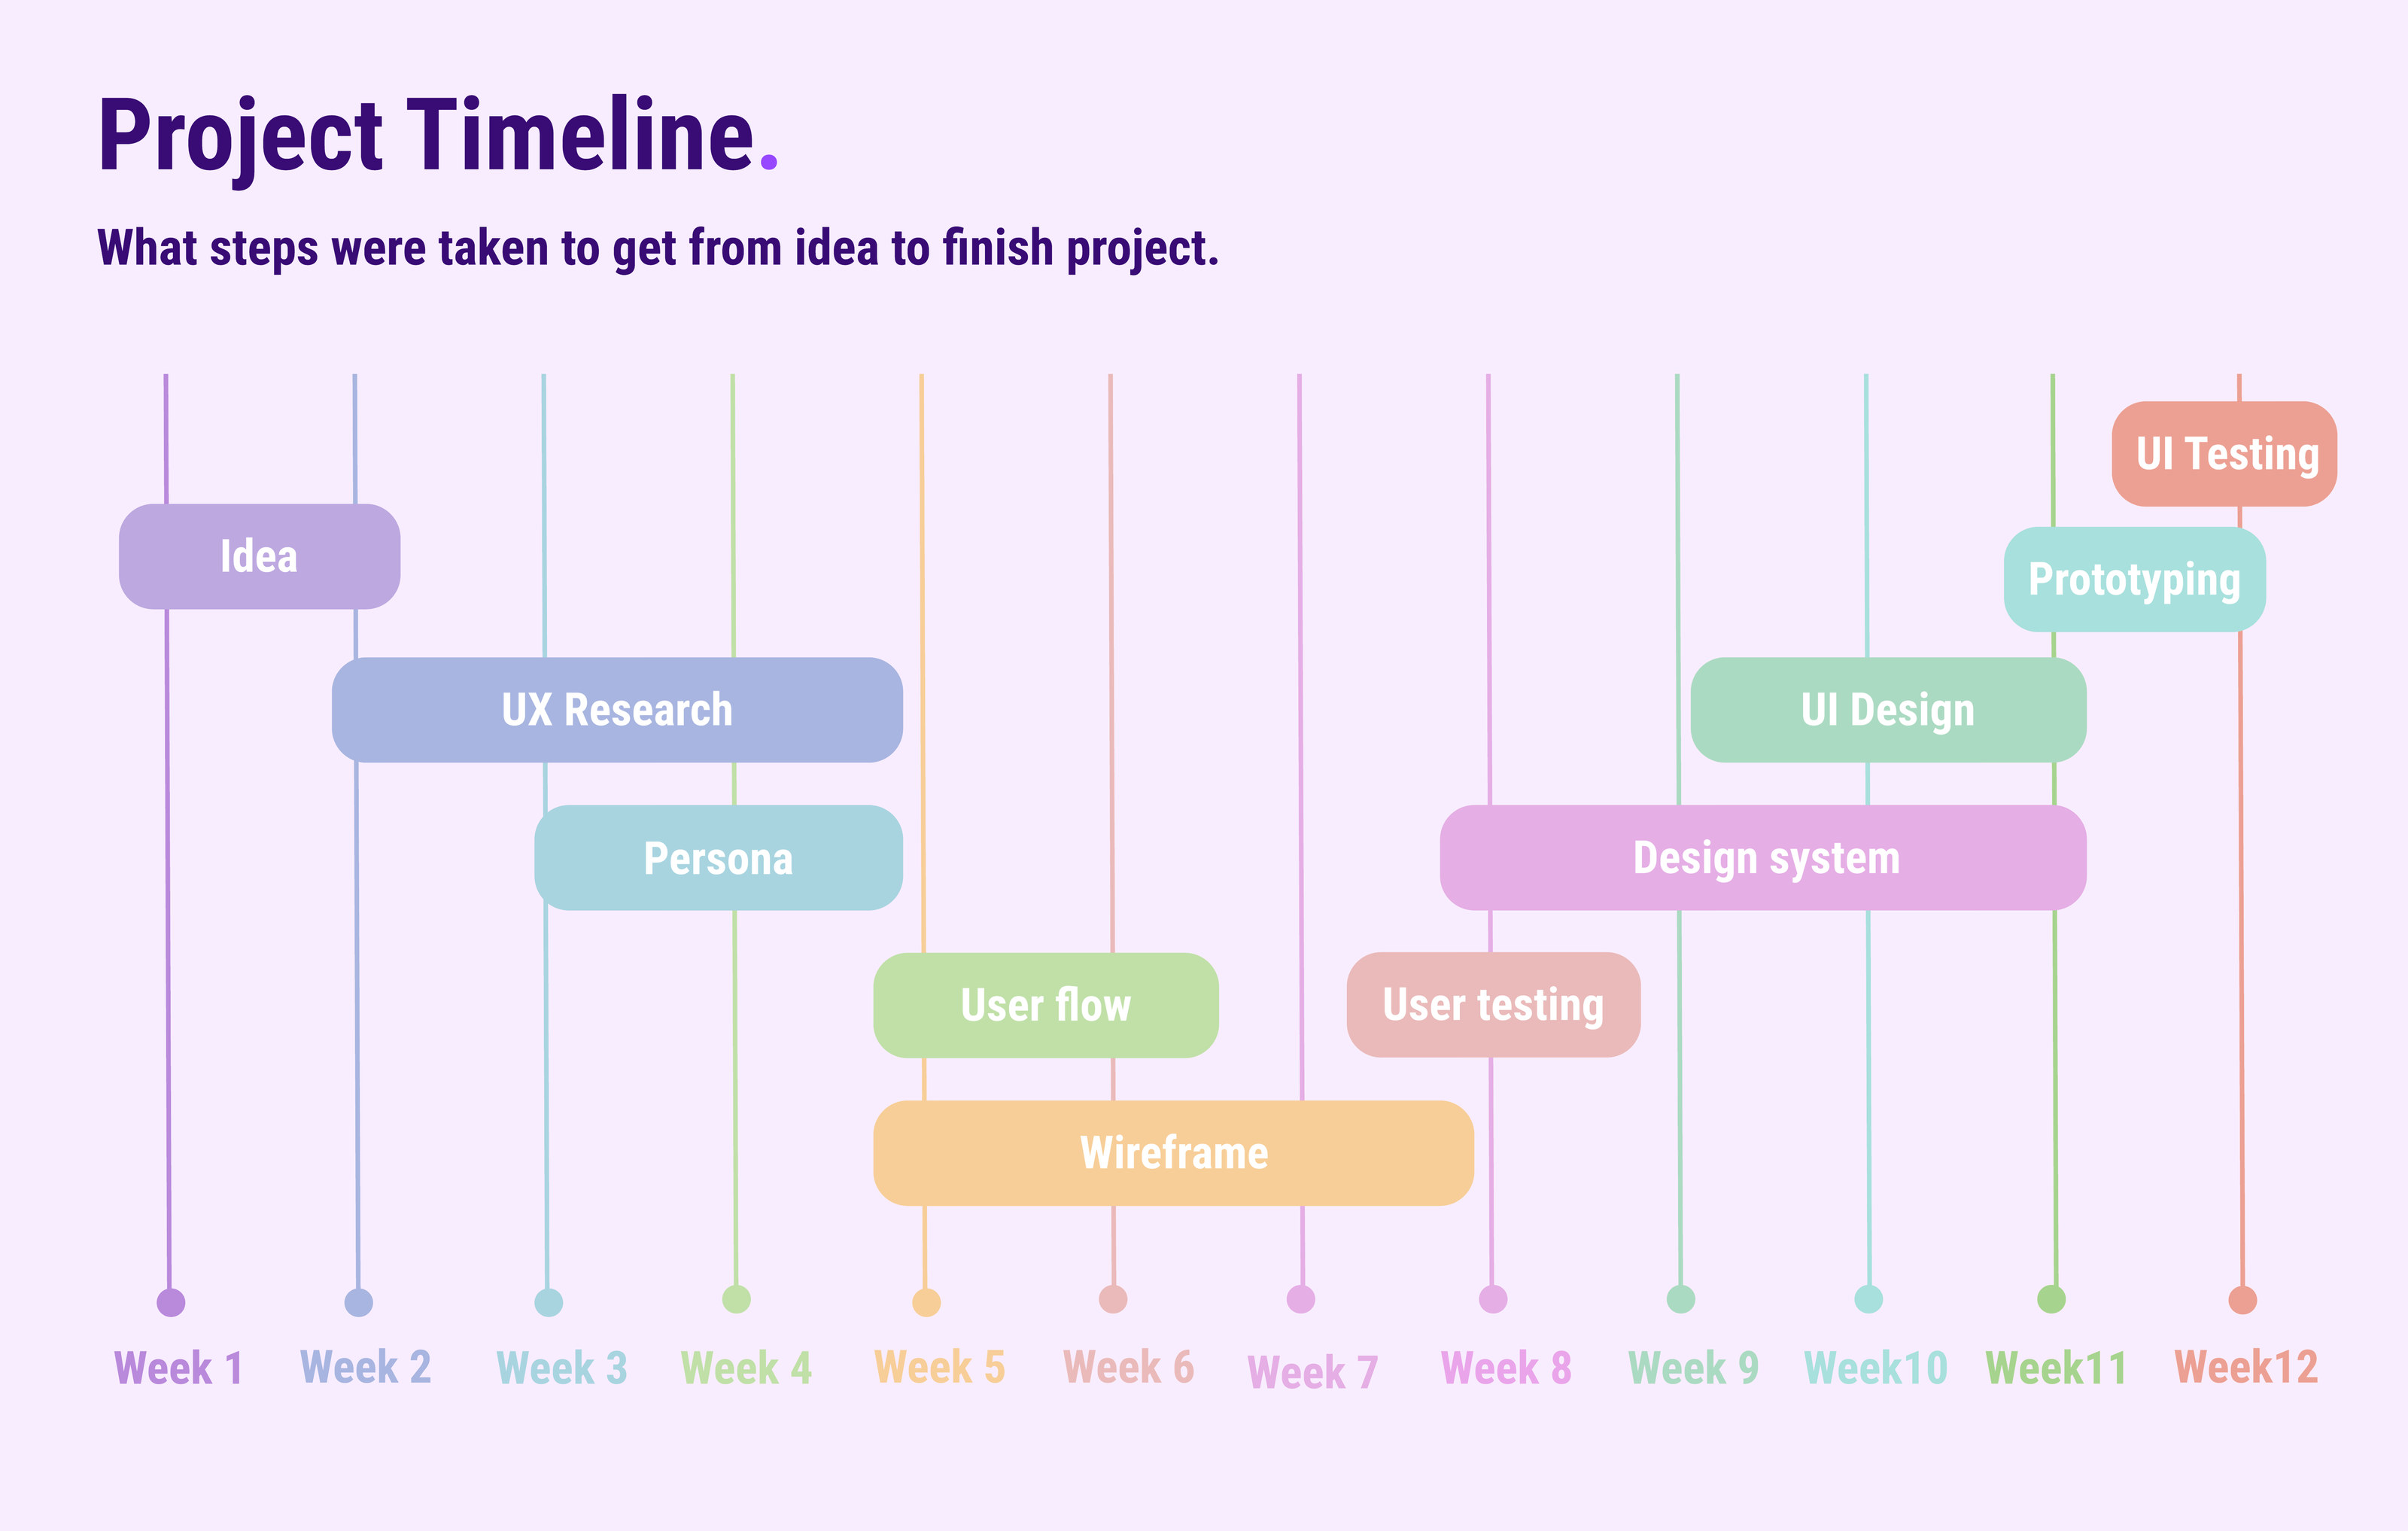 Project Timeline.
What steps were taken to get from idea to finish project.
UI Testing
Idea
Prototyping
UX Research
UI Design
Persona
Design system
User flow
User testing
Wireframe
Week 1
Week 2
Week 3
Week 4
Week 5
Week 6
Week 7
Week 8
Week 9
Week10
Week11
Week12